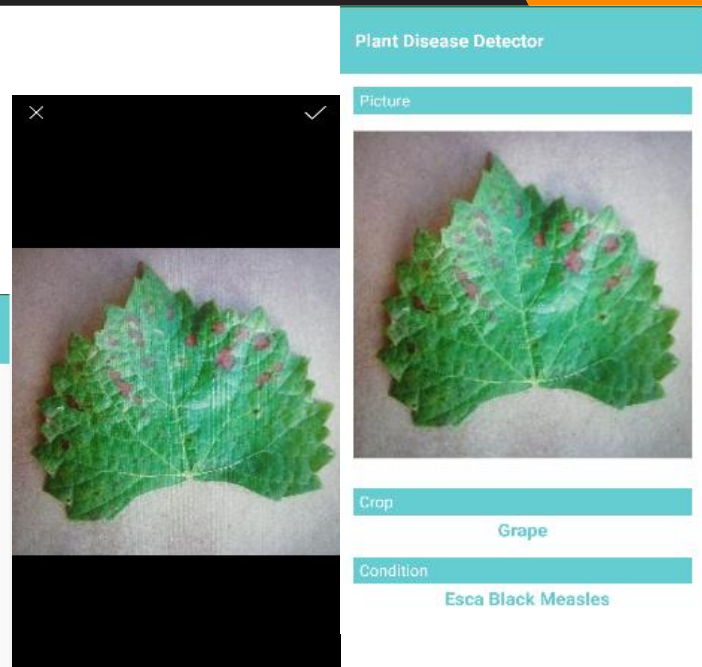 Plant Disease Detector
Picture
Crop
Grape
Condition
Esca Black Measles